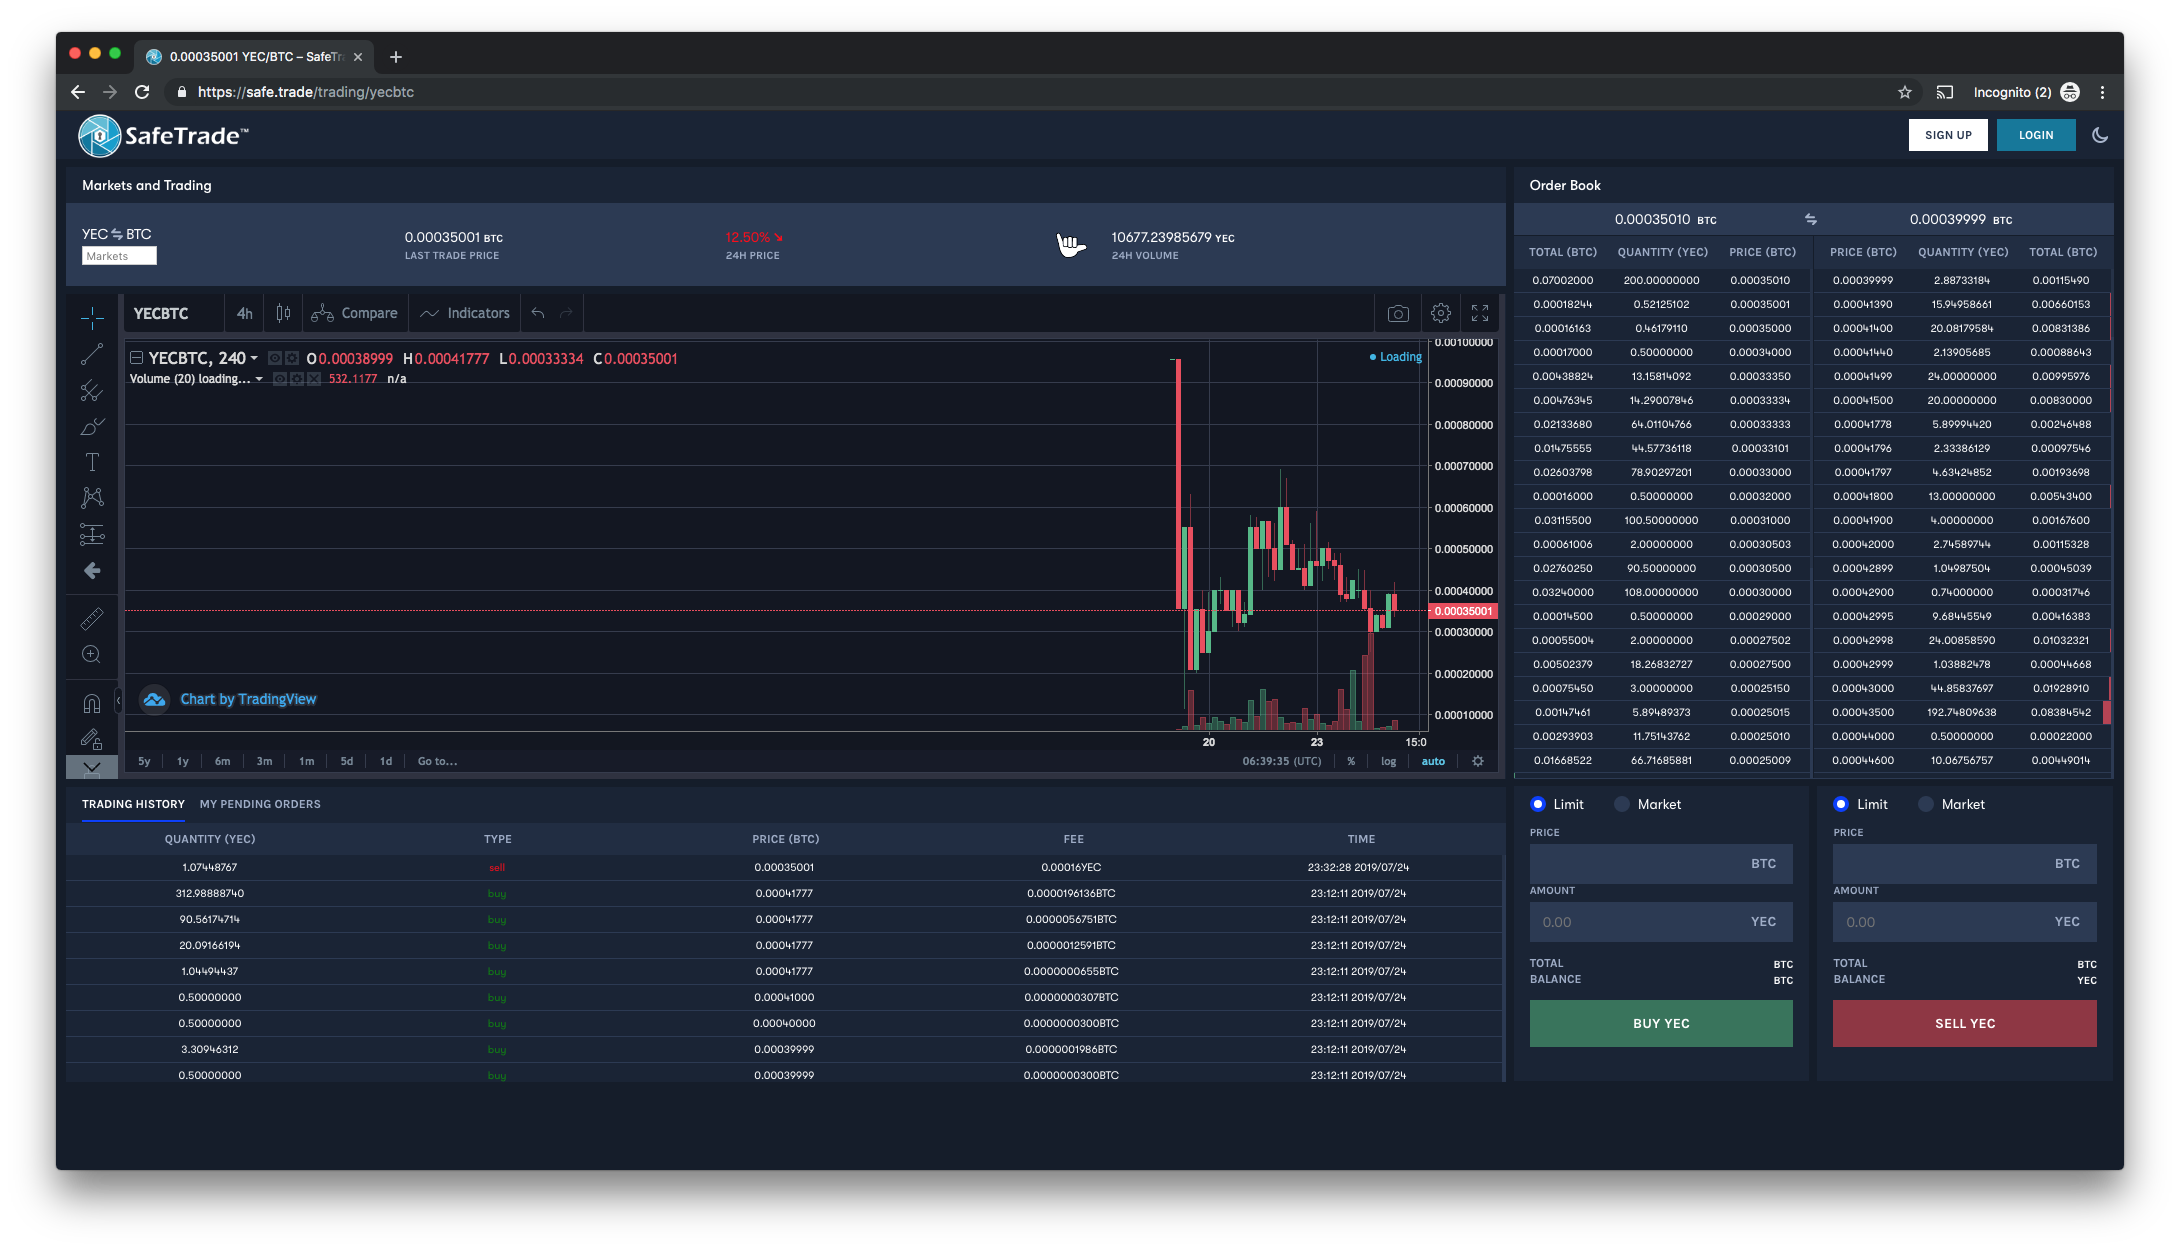 0.00035001 YEC/BTC – SafeTr
https://safe.trade/trading/yecbtc
Incognito (2)
SafeTrade™
SIGN UP
LOGIN
Markets and Trading
YEC ⇋ BTC
Markets
0.00035001 BTC
LAST TRADE PRICE
12.50% ↘
24H PRICE
10677.23985679 YEC
24H VOLUME
YECBTC 4h Compare Indicators
YECBTC, 240 O0.00038999 H0.00041777 L0.00033334 C0.00035001
Loading
Volume (20) loading... 532.1177 n/a
0.00100000
0.00090000
0.00080000
0.00070000
0.00060000
0.00050000
0.00040000
0.00035001
0.00030000
0.00020000
0.00010000
Chart by TradingView
20 23 15:0
5y 1y 6m 3m 1m 5d 1d Go to... 06:39:35 (UTC) % log auto
Order Book
0.00035010 BTC ⇋ 0.00039999 BTC
TOTAL (BTC) QUANTITY (YEC) PRICE (BTC) PRICE (BTC) QUANTITY (YEC) TOTAL (BTC)
0.07002000 200.00000000 0.00035010 0.00039999 2.88733184 0.00115490
0.00018244 0.52125102 0.00035001 0.00041390 15.94958661 0.00660153
0.00016163 0.46179110 0.00035000 0.00041400 20.08179584 0.00831386
0.00017000 0.50000000 0.00034000 0.00041440 2.13905685 0.00088643
0.00438824 13.15814092 0.00033350 0.00041499 24.00000000 0.00995976
0.00476345 14.29007846 0.00033334 0.00041500 20.00000000 0.00830000
0.02133680 64.01104766 0.00033333 0.00041778 5.89994420 0.00246488
0.01475555 44.57736118 0.00033101 0.00041796 2.33386129 0.00097546
0.02603798 78.90297201 0.00033000 0.00041797 4.63424852 0.00193698
0.00016000 0.50000000 0.00032000 0.00041800 13.00000000 0.00543400
0.03115500 100.50000000 0.00031000 0.00041900 4.00000000 0.00167600
0.00061006 2.00000000 0.00030503 0.00042000 2.74589744 0.00115328
0.02760250 90.50000000 0.00030500 0.00042899 1.04987504 0.00045039
0.03240000 108.00000000 0.00030000 0.00042900 0.74000000 0.00031746
0.00014500 0.50000000 0.00029000 0.00042995 9.68445549 0.00416383
0.00055004 2.00000000 0.00027502 0.00042998 24.00858590 0.01032321
0.00502379 18.26832727 0.00027500 0.00042999 1.03882478 0.00044668
0.00075450 3.00000000 0.00025150 0.00043000 44.85837697 0.01928910
0.00147461 5.89489373 0.00025015 0.00043500 192.74809638 0.08384542
0.00293903 11.75143762 0.00025010 0.00044000 0.50000000 0.00022000
0.01668522 66.71685881 0.00025009 0.00044600 10.06756757 0.00449014
TRADING HISTORY MY PENDING ORDERS
QUANTITY (YEC) TYPE PRICE (BTC) FEE TIME
1.07448767 sell 0.00035001 0.00016YEC 23:32:28 2019/07/24
312.98888740 buy 0.00041777 0.0000196136BTC 23:12:11 2019/07/24
90.56174714 buy 0.00041777 0.0000056751BTC 23:12:11 2019/07/24
20.09166194 buy 0.00041777 0.0000012591BTC 23:12:11 2019/07/24
1.04494437 buy 0.00041777 0.0000000655BTC 23:12:11 2019/07/24
0.50000000 buy 0.00041000 0.0000000307BTC 23:12:11 2019/07/24
0.50000000 buy 0.00040000 0.0000000300BTC 23:12:11 2019/07/24
3.30946312 buy 0.00039999 0.0000001986BTC 23:12:11 2019/07/24
0.50000000 buy 0.00039999 0.0000000300BTC 23:12:11 2019/07/24
Limit Market
PRICE
BTC
AMOUNT
0.00 YEC
TOTAL BTC
BALANCE BTC
BUY YEC
Limit Market
PRICE
BTC
AMOUNT
0.00 YEC
TOTAL BTC
BALANCE YEC
SELL YEC